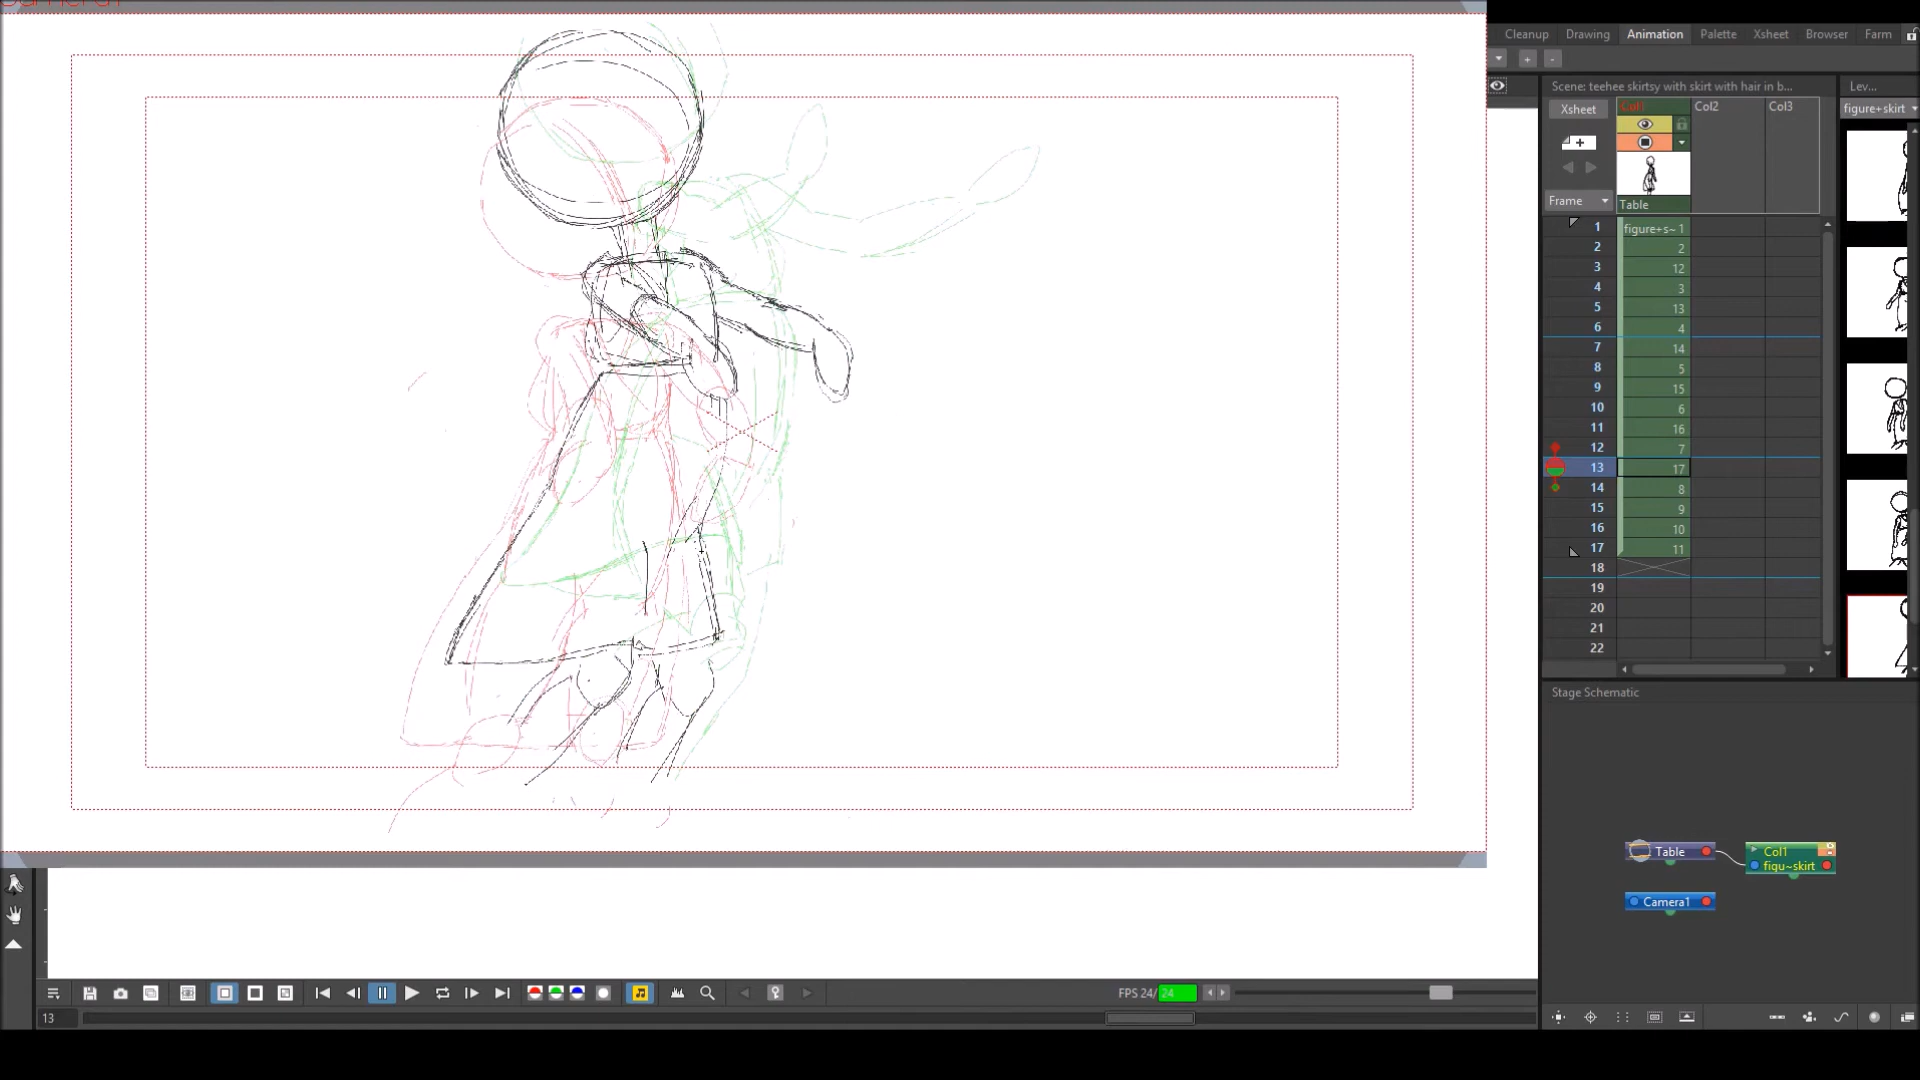 Camera1
Cleanup Drawing Animation Palette Xsheet Browser Farm
+ -
Scene: teehee skirtsy with skirt with hair in b...
Lev...
Xsheet
Col1 Col2 Col3
figure+skirt
Frame
Table
1 figure+s~ 1
2 2
3 12
4 3
5 13
6 4
7 14
8 5
9 15
10 6
11 16
12 7
13 17
14 8
15 9
16 10
17 11
18
19
20
21
22
Stage Schematic
Table
Col1
figu~skirt
Camera1
FPS 24/24
13